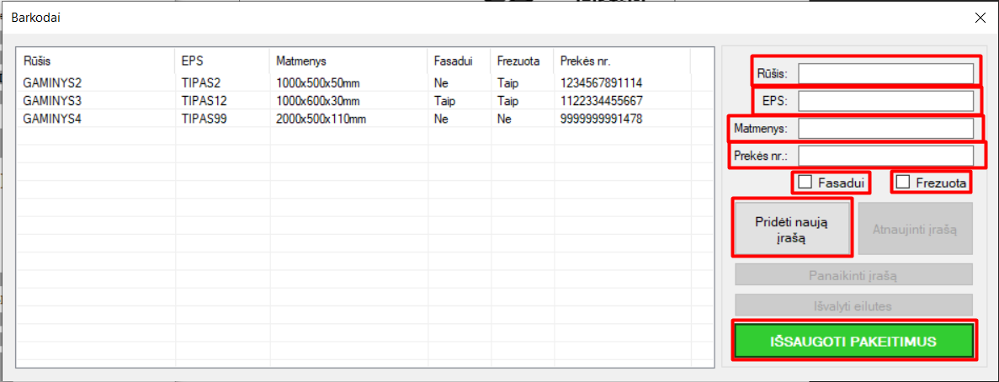 Barkodai
Rūšis EPS Matmenys Fasadui Frezuota Prekės nr.
GAMINYS2 TIPAS2 1000x500x50mm Ne Taip 1234567891114
GAMINYS3 TIPAS12 1000x600x30mm Taip Taip 1122334455667
GAMINYS4 TIPAS99 2000x500x110mm Ne Ne 9999999991478
Rūšis:
EPS:
Matmenys:
Prekės nr.:
Fasadui Frezuota
Pridėti naują
įrašą
Atnaujinti įrašą
Panaikinti įrašą
Išvalyti eilutes
IŠSAUGOTI PAKEITIMUS